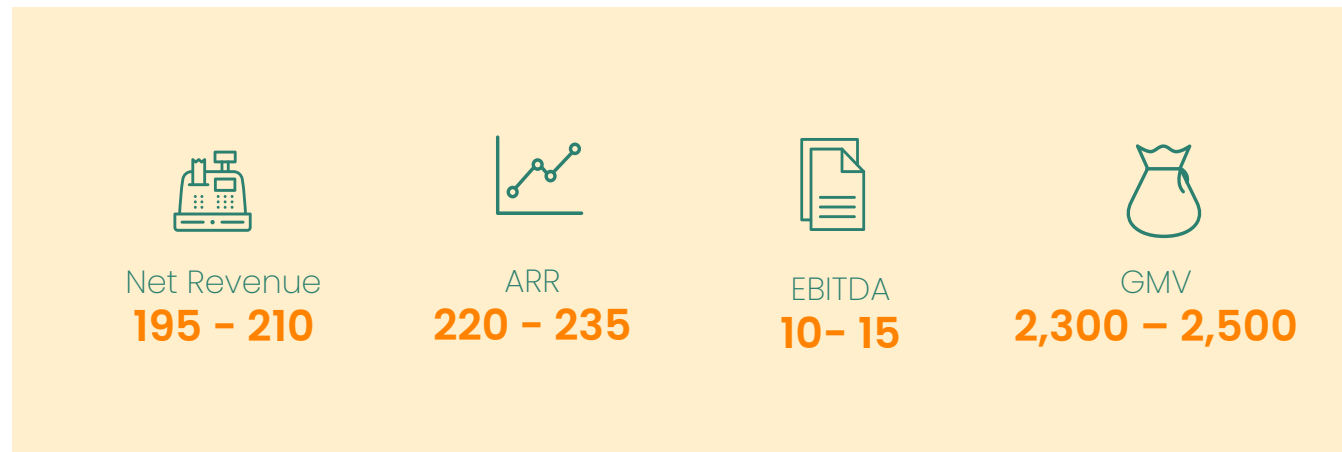 Net Revenue
195 - 210
ARR
220 - 235
EBITDA
10- 15
GMV
2,300 – 2,500